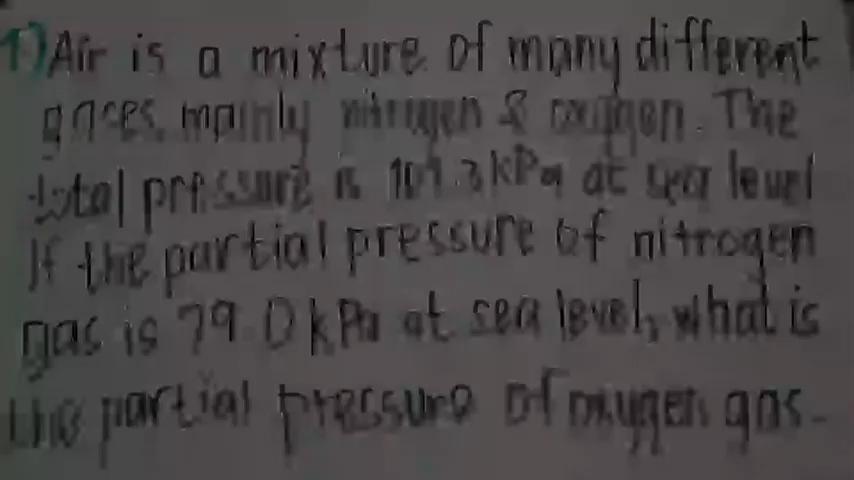 1.) Air is a mixture of many different
gases, mainly nitrogen & oxygen. The
total pressure is 101.3 kPa at sea level
If the partial pressure of nitrogen
gas is 79.0 kPa at sea level, what is
the partial pressure of oxygen gas.